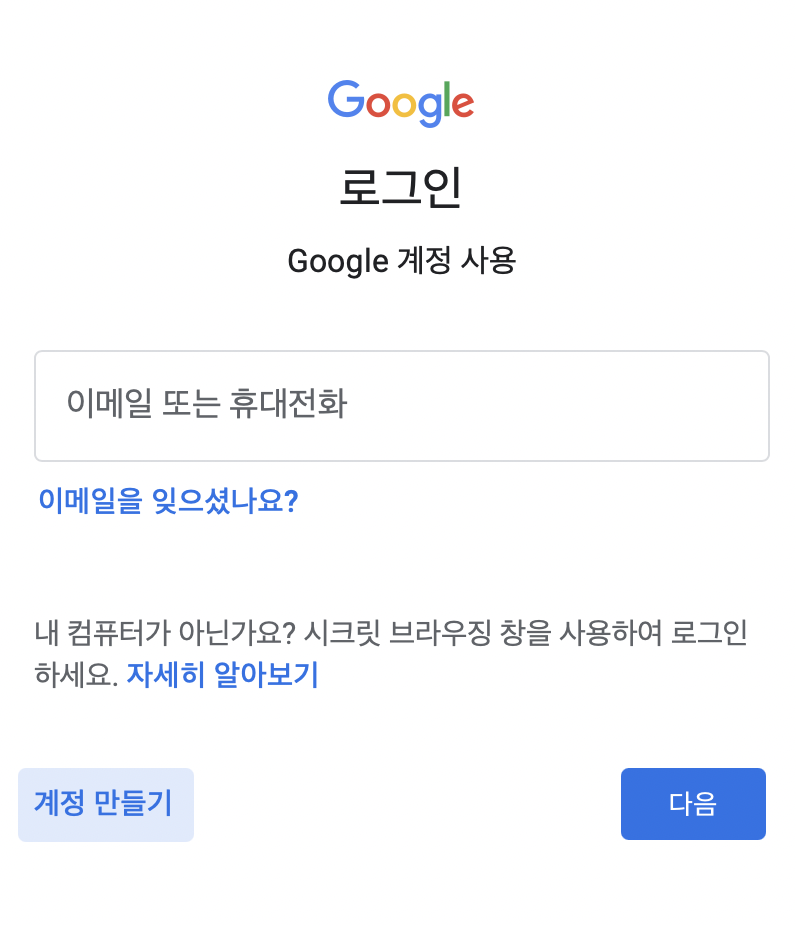 Google
로그인
Google 계정 사용
이메일 또는 휴대전화
이메일을 잊으셨나요?
내 컴퓨터가 아닌가요? 시크릿 브라우징 창을 사용하여 로그인
하세요. 자세히 알아보기
계정 만들기
다음